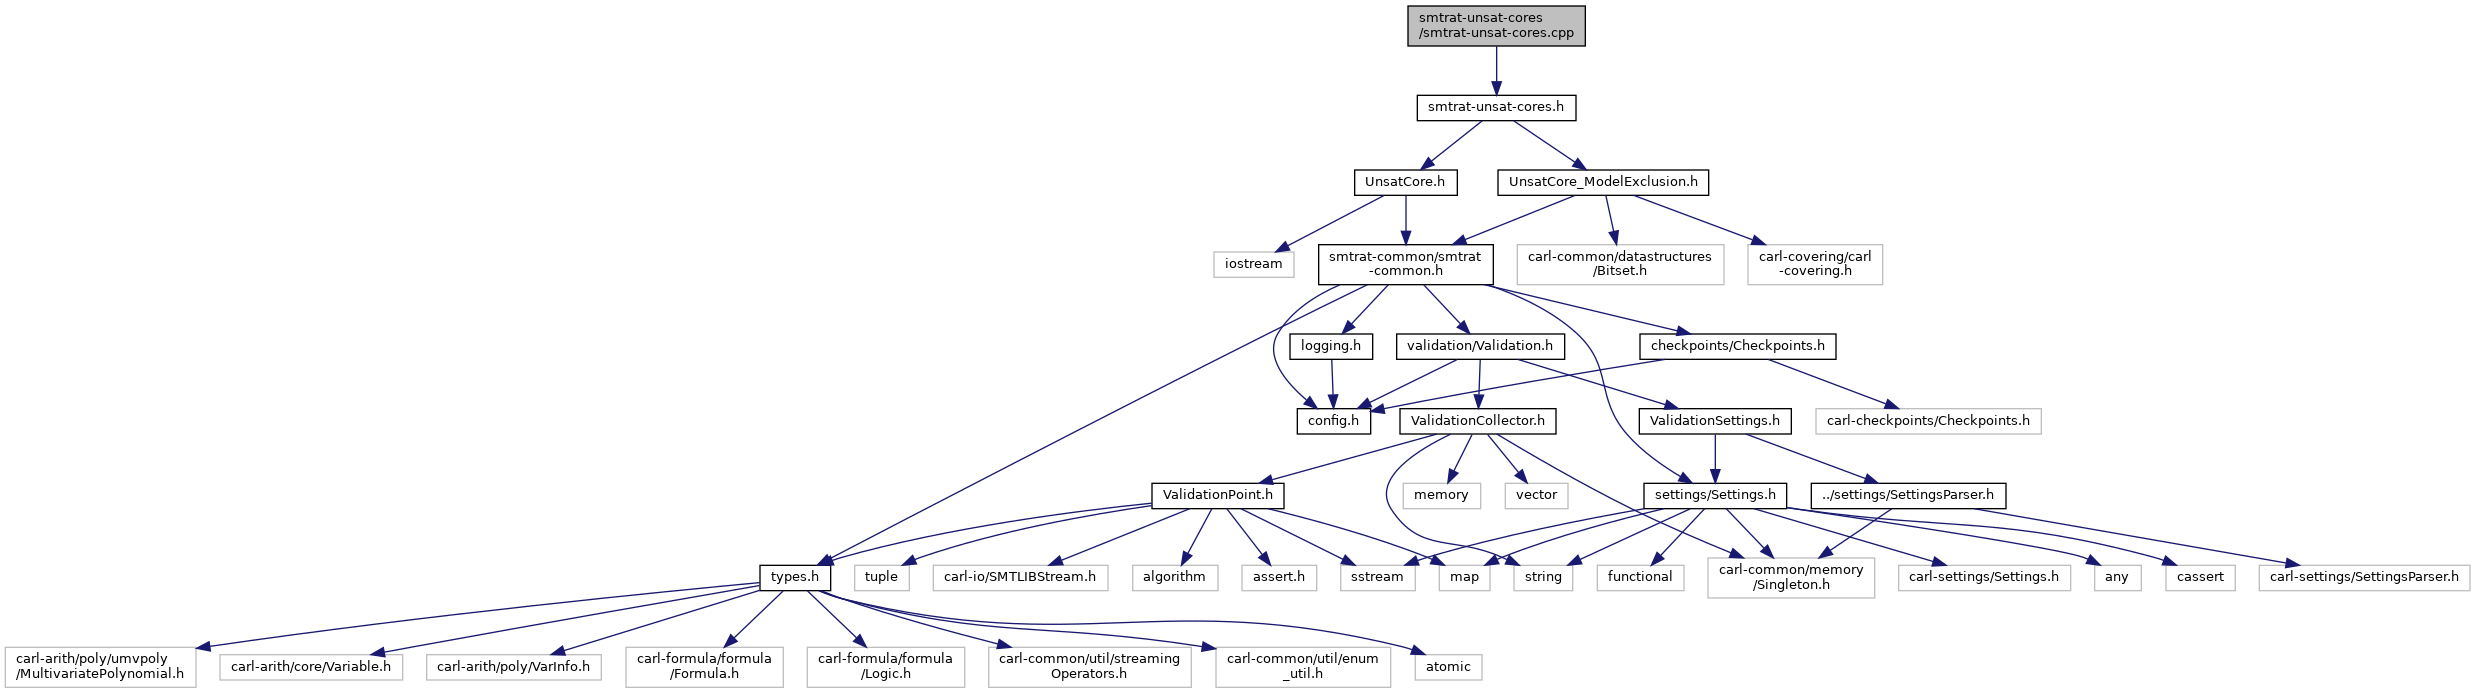 smtrat-unsat-cores
/smtrat-unsat-cores.cpp
smtrat-unsat-cores.h
UnsatCore.h
UnsatCore_ModelExclusion.h
iostream
smtrat-common/smtrat
-common.h
carl-common/datastructures
/Bitset.h
carl-covering/carl
-covering.h
logging.h
validation/Validation.h
checkpoints/Checkpoints.h
config.h
ValidationCollector.h
ValidationSettings.h
carl-checkpoints/Checkpoints.h
ValidationPoint.h
memory
vector
settings/Settings.h
../settings/SettingsParser.h
types.h
tuple
carl-io/SMTLIBStream.h
algorithm
assert.h
sstream
map
string
functional
carl-common/memory
/Singleton.h
carl-settings/Settings.h
any
cassert
carl-settings/SettingsParser.h
carl-arith/poly/umvpoly
/MultivariatePolynomial.h
carl-arith/core/Variable.h
carl-arith/poly/VarInfo.h
carl-formula/formula
/Formula.h
carl-formula/formula
/Logic.h
carl-common/util/streaming
Operators.h
carl-common/util/enum
_util.h
atomic